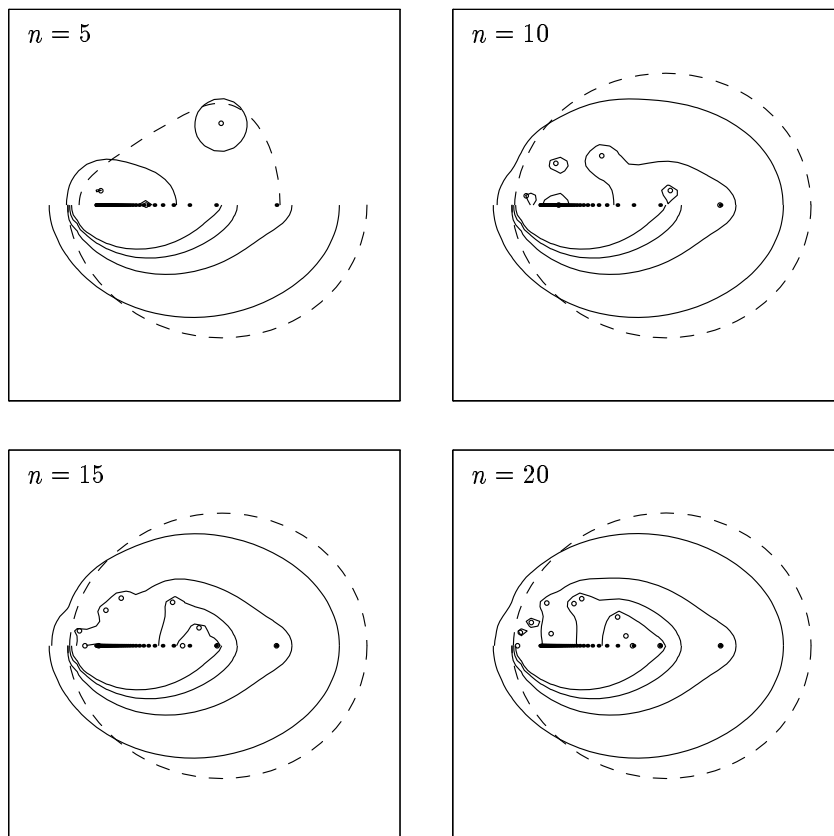 n = 5
n = 10
n = 15
n = 20